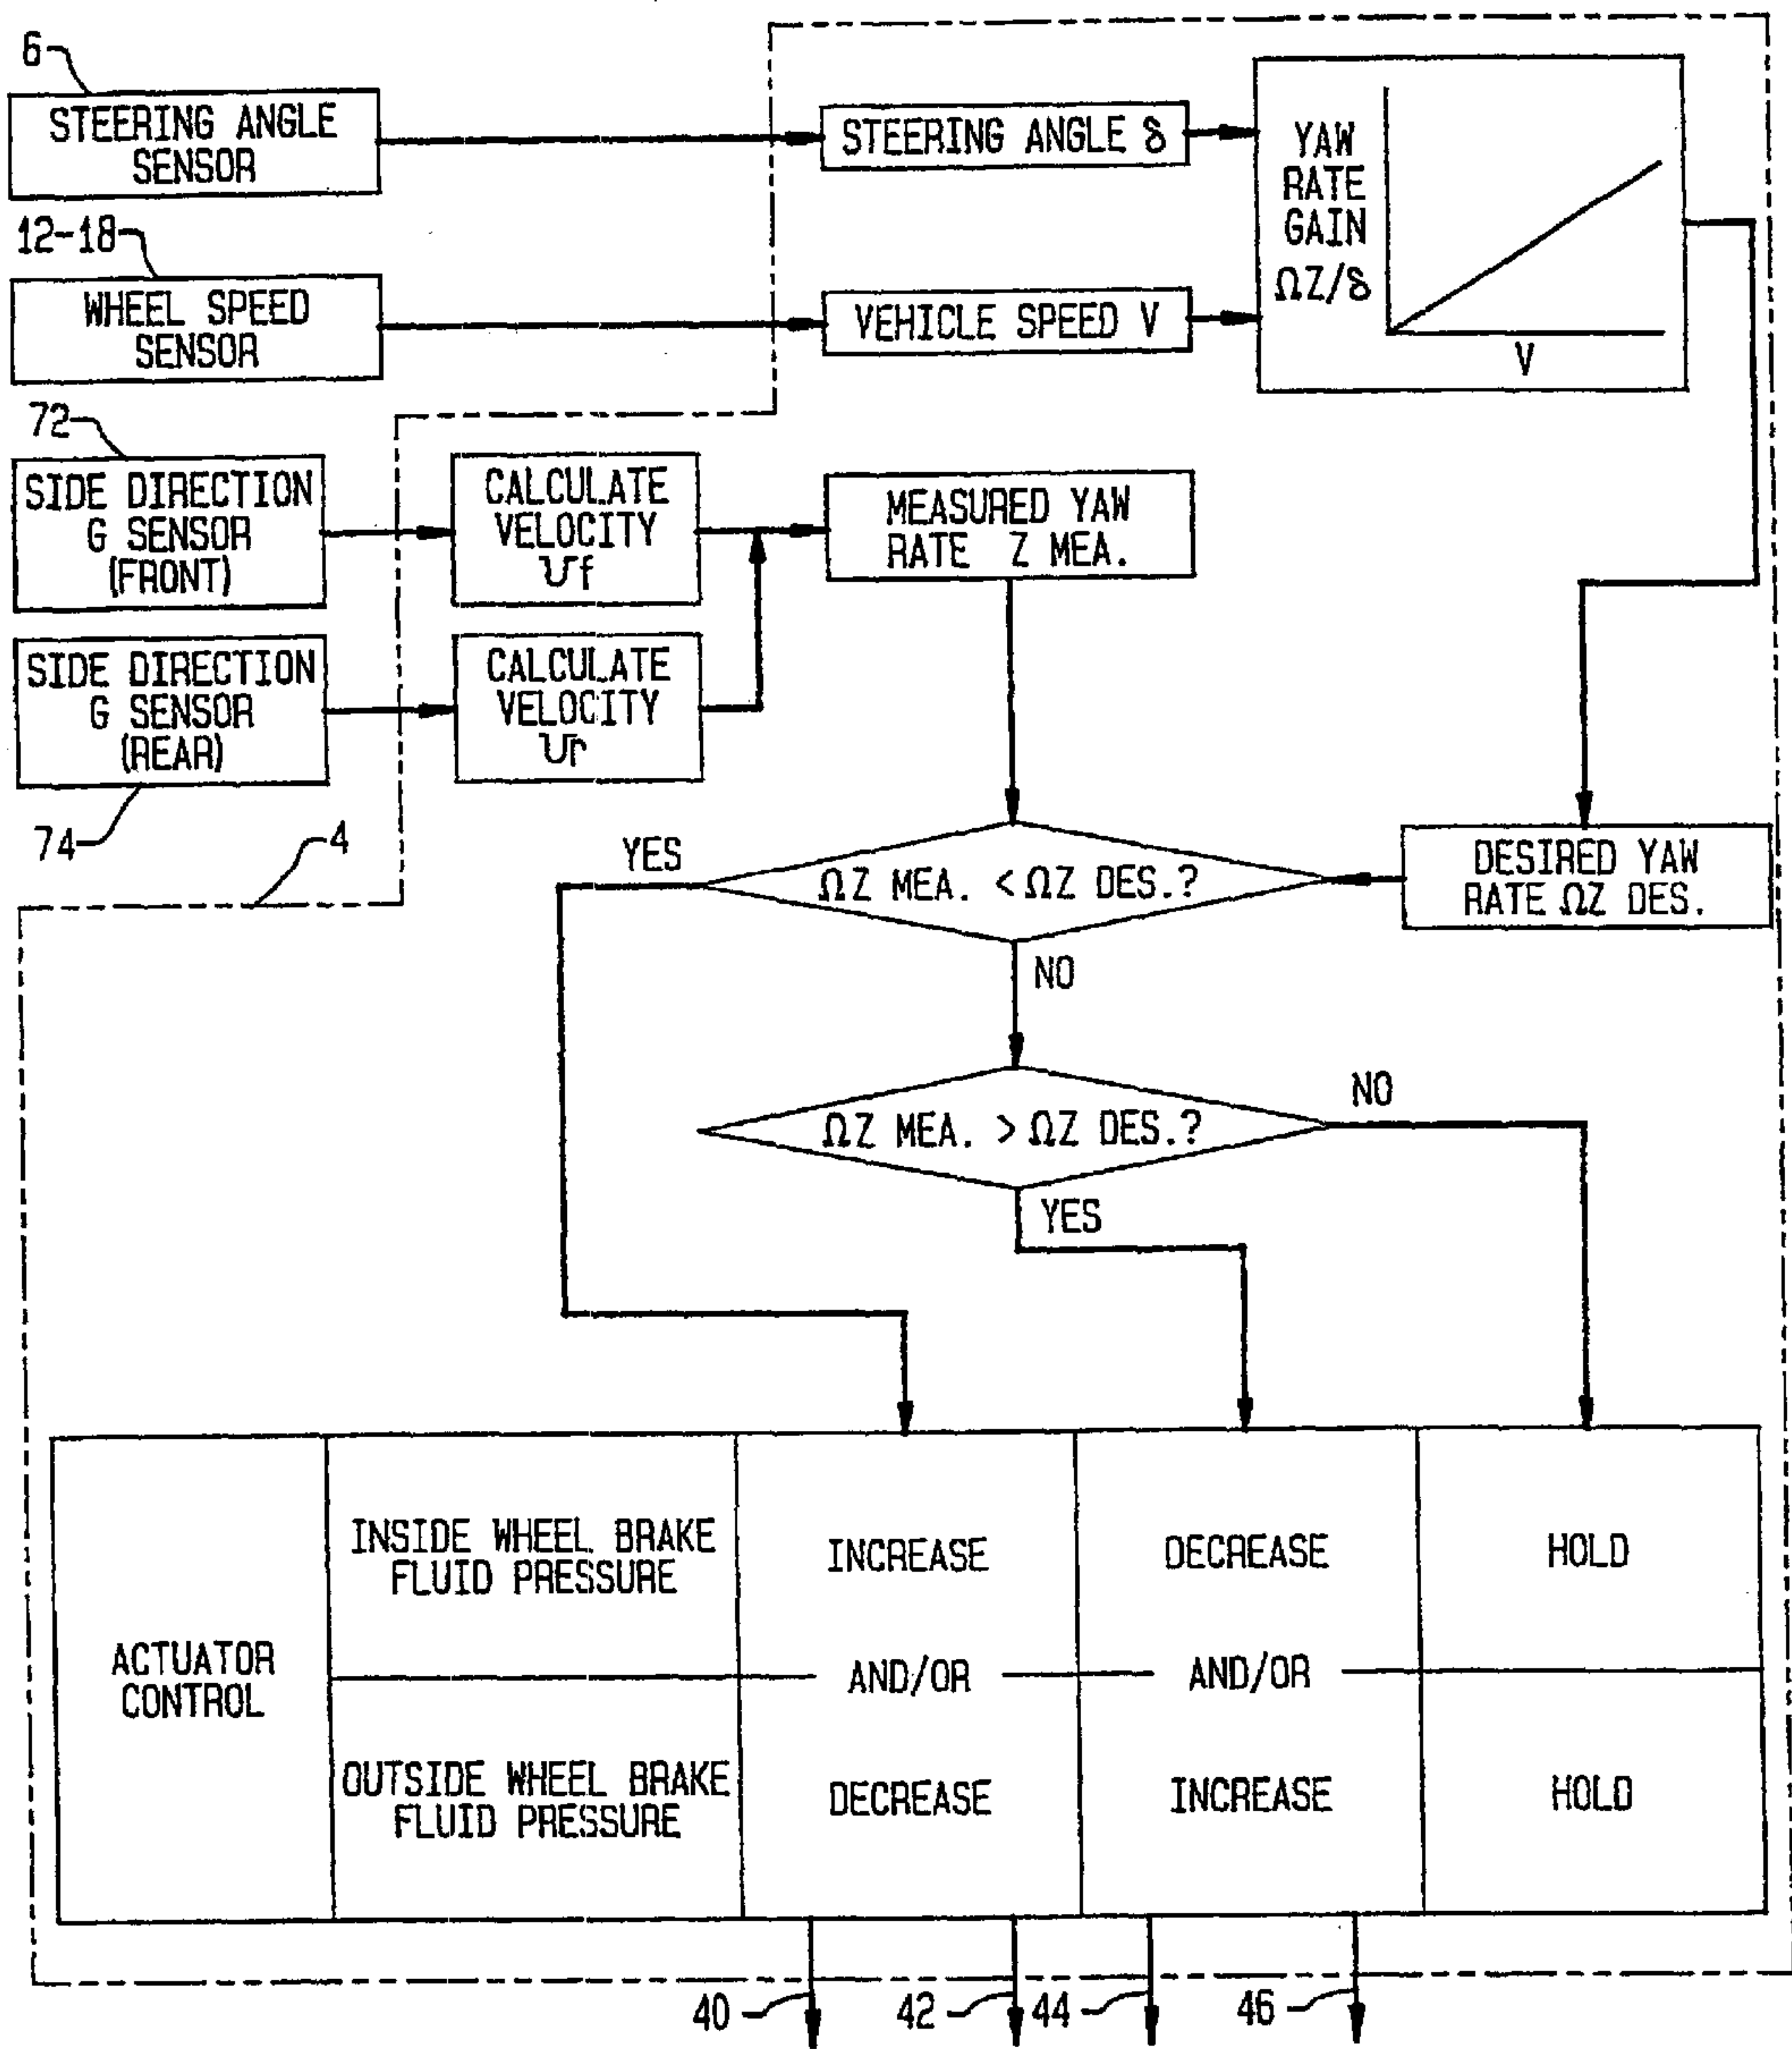 6
STEERING ANGLE
SENSOR
STEERING ANGLE δ
YAW
RATE
GAIN
ΩZ/δ
V
12-18
WHEEL SPEED
SENSOR
VEHICLE SPEED V
72
SIDE DIRECTION
G SENSOR
(FRONT)
CALCULATE
VELOCITY
υf
MEASURED YAW
RATE Z MEA.
SIDE DIRECTION
G SENSOR
(REAR)
CALCULATE
VELOCITY
υr
74
4
YES
ΩZ MEA. < ΩZ DES.?
DESIRED YAW
RATE ΩZ DES.
NO
ΩZ MEA. > ΩZ DES.?
NO
YES
ACTUATOR
CONTROL
INSIDE WHEEL BRAKE
FLUID PRESSURE
INCREASE
DECREASE
HOLD
AND/OR
AND/OR
OUTSIDE WHEEL BRAKE
FLUID PRESSURE
DECREASE
INCREASE
HOLD
40
42
44
46